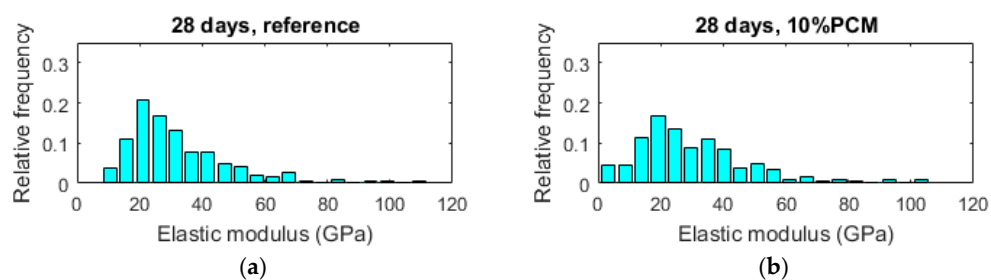 28 days, reference
Relative frequency
0.3
0.2
0.1
0
0 20 40 60 80 100 120
Elastic modulus (GPa)
(a)
28 days, 10%PCM
Relative frequency
0.3
0.2
0.1
0
0 20 40 60 80 100 120
Elastic modulus (GPa)
(b)